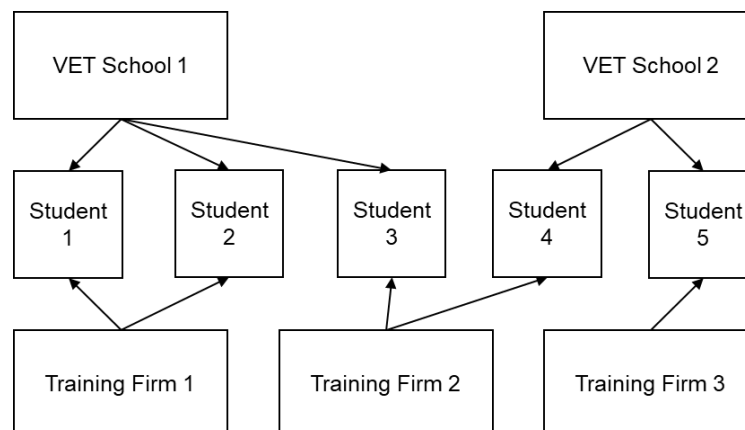 VET School 1
VET School 2
Student
1
Student
2
Student
3
Student
4
Student
5
Training Firm 1
Training Firm 2
Training Firm 3